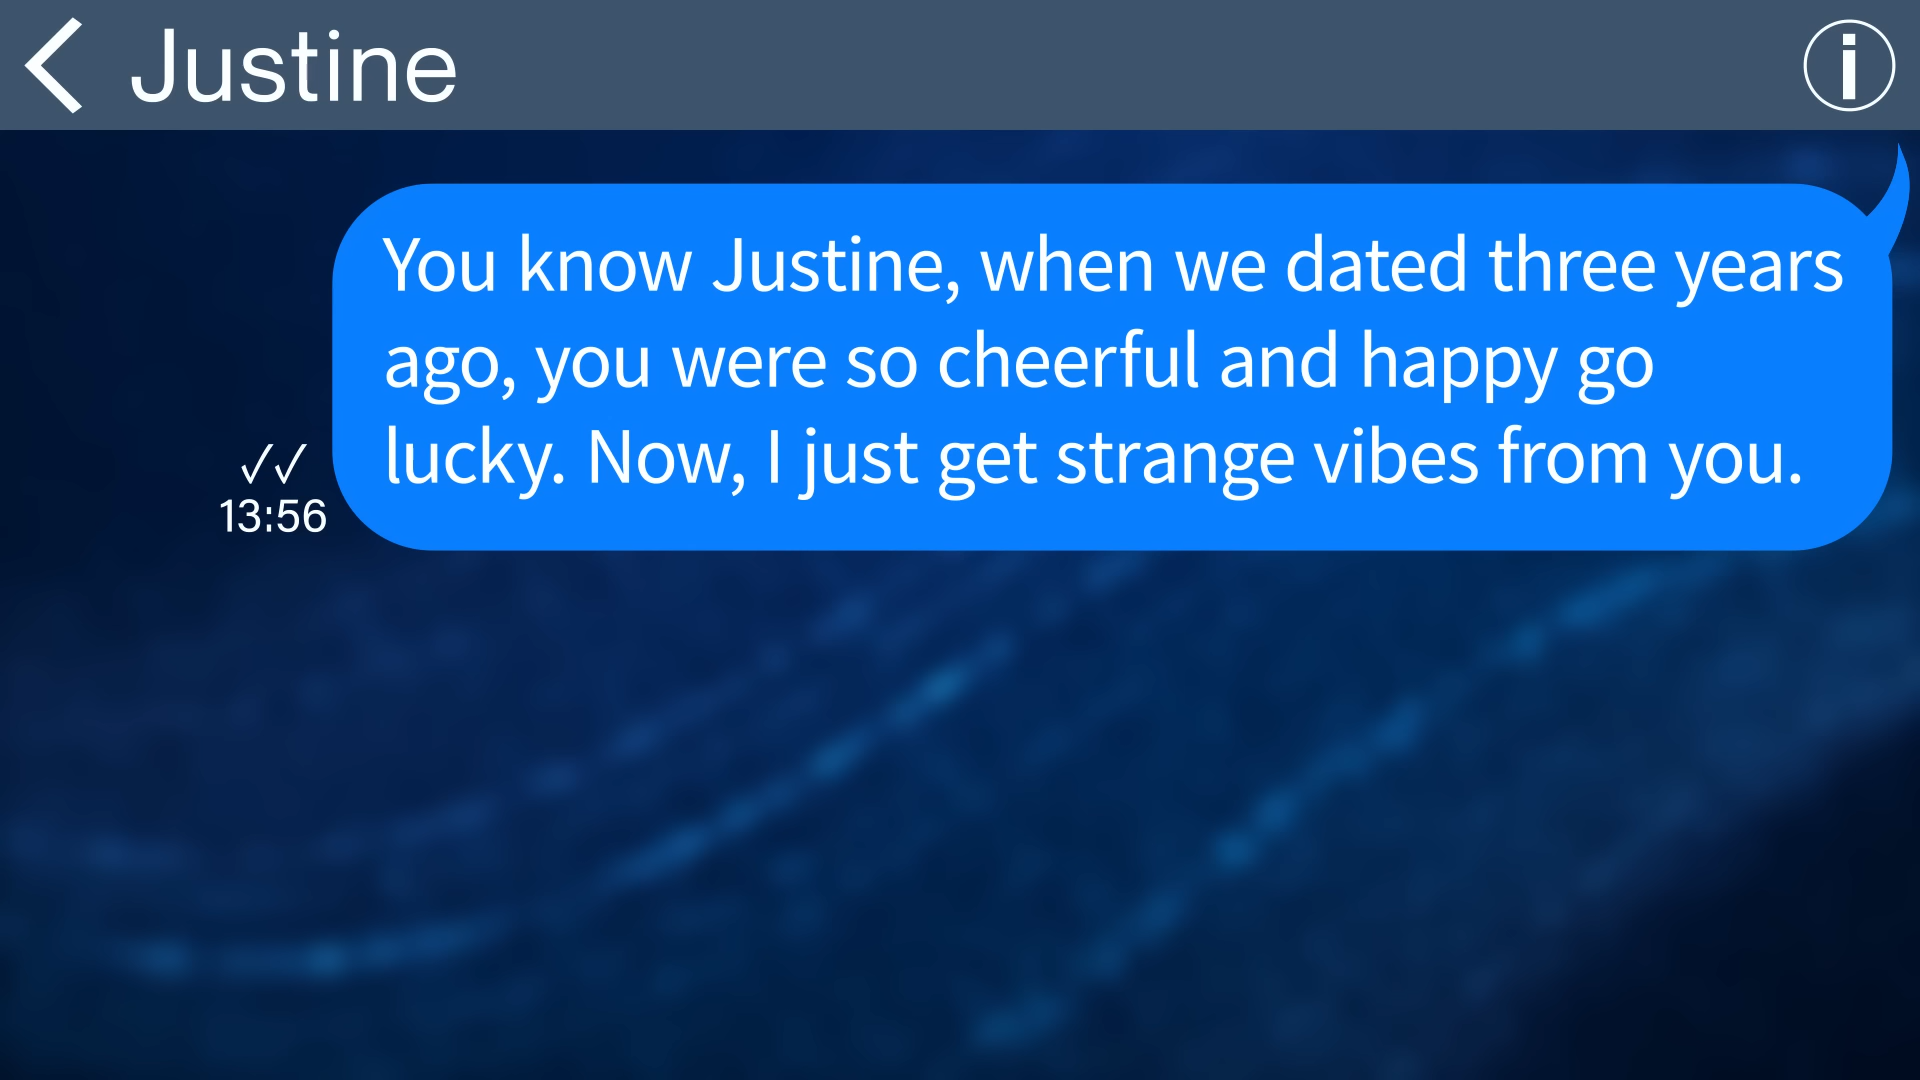 Justine
You know Justine, when we dated three years
ago, you were so cheerful and happy go
lucky. Now, I just get strange vibes from you.
13:56